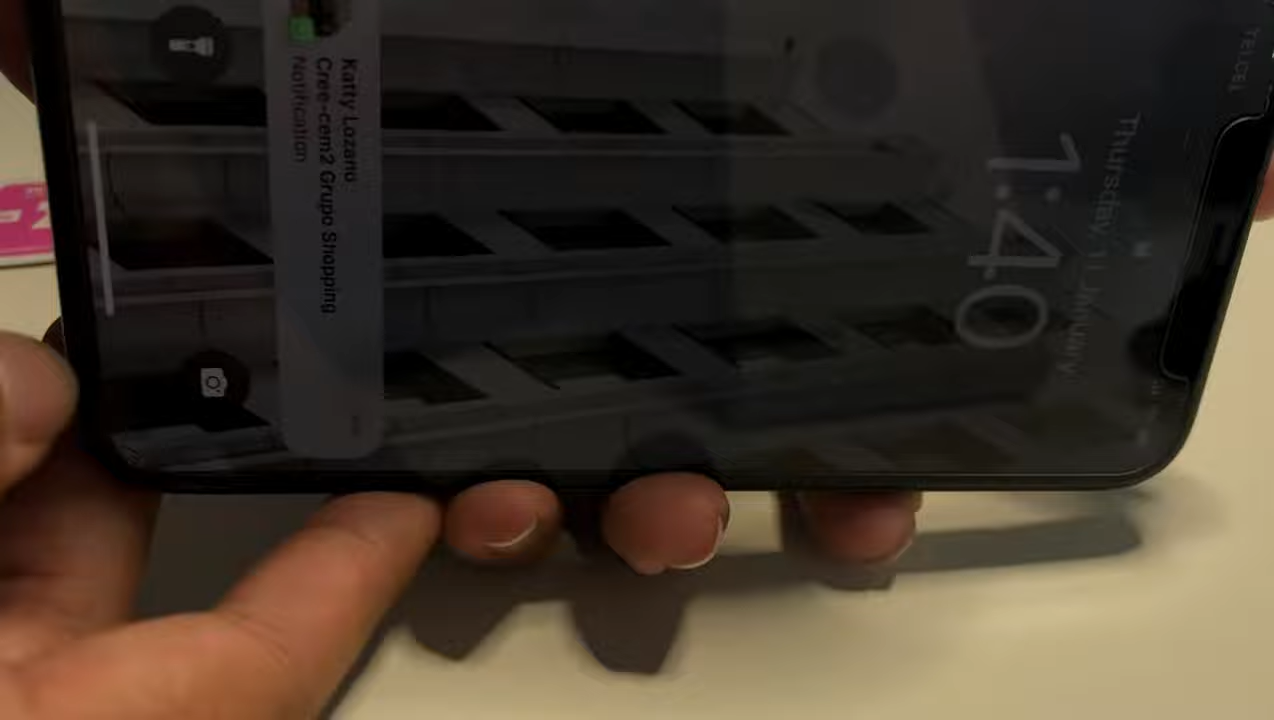 TELCEL
Thursday 11 January
1:40
Katty Lozano
Cree-cem2 Grupo Shopping
Notification